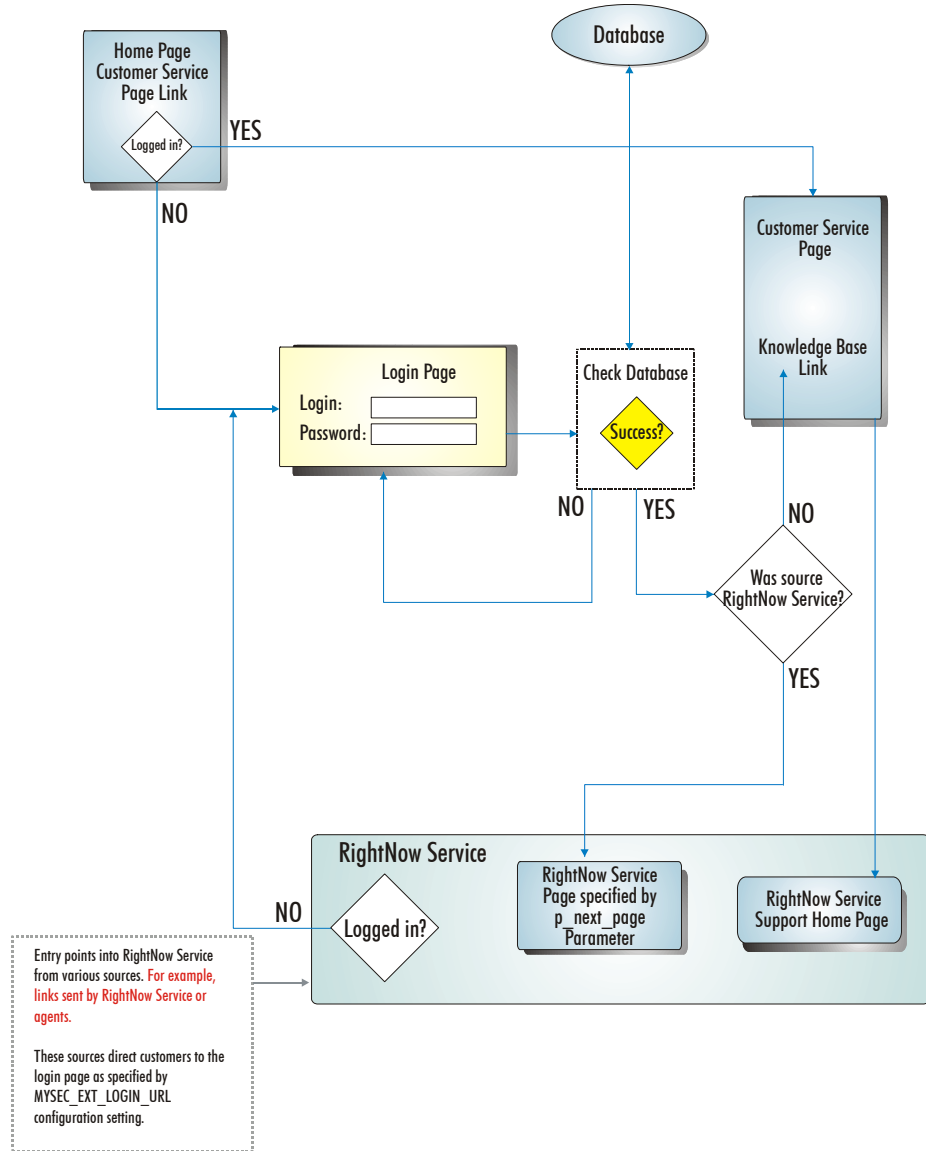 Home Page
Customer Service
Page Link
Logged in?
YES
NO
Database
Customer Service
Page
Knowledge Base
Link
Login Page
Login:
Password:
Check Database
Success?
NO
YES
NO
Was source
RightNow Service?
YES
RightNow Service
NO
Logged in?
RightNow Service
Page specified by
p_next_page
Parameter
RightNow Service
Support Home Page
Entry points into RightNow Service
from various sources. For example,
links sent by RightNow Service or
agents.
These sources direct customers to the
login page as specified by
MYSEC_EXT_LOGIN_URL
configuration setting.